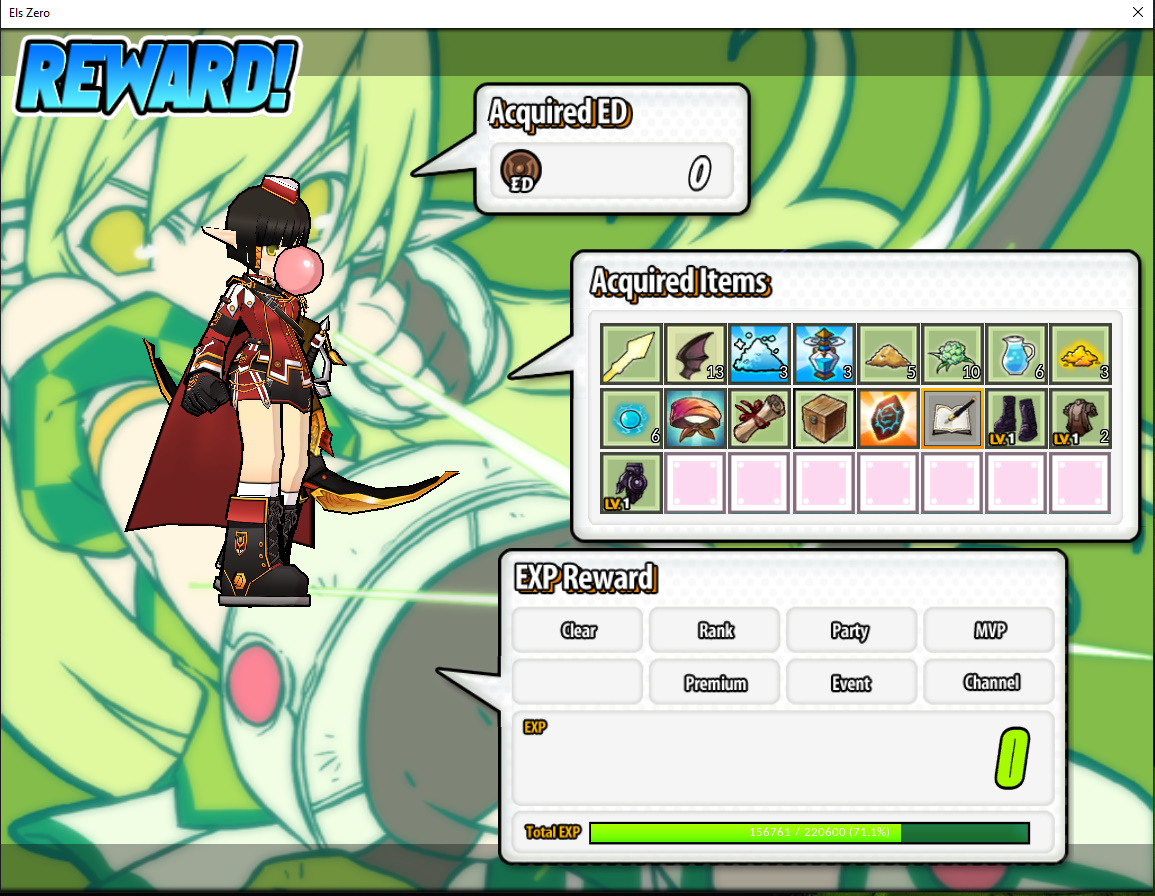 Els Zero
REWARD!
Acquired ED
ED 0
Acquired Items
13 3 3 5 10 6 3
6 LV.1 LV.1 2
LV.1
EXP Reward
Clear Rank Party MVP
Premium Event Channel
EXP
0
Total EXP 156761 / 220600 (71.1%)